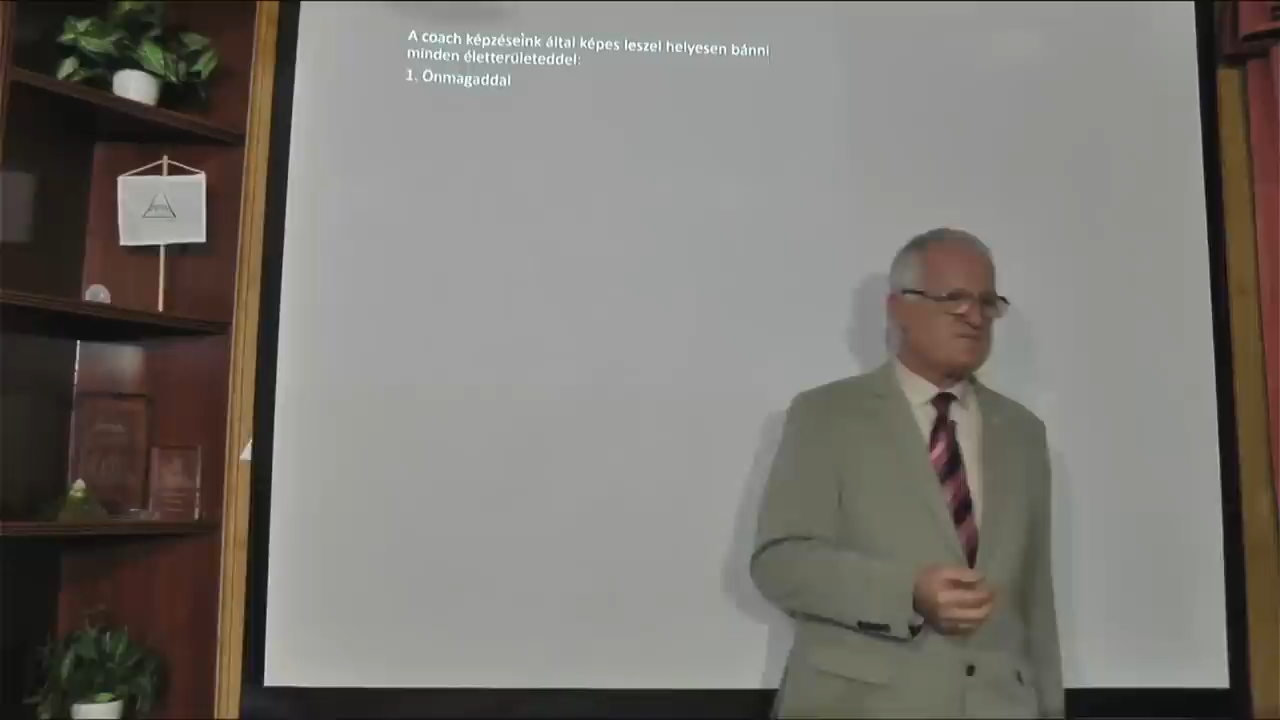 A coach képzéseink által képes leszel helyesen bánni
minden életterületeddel:
1. Önmagaddal